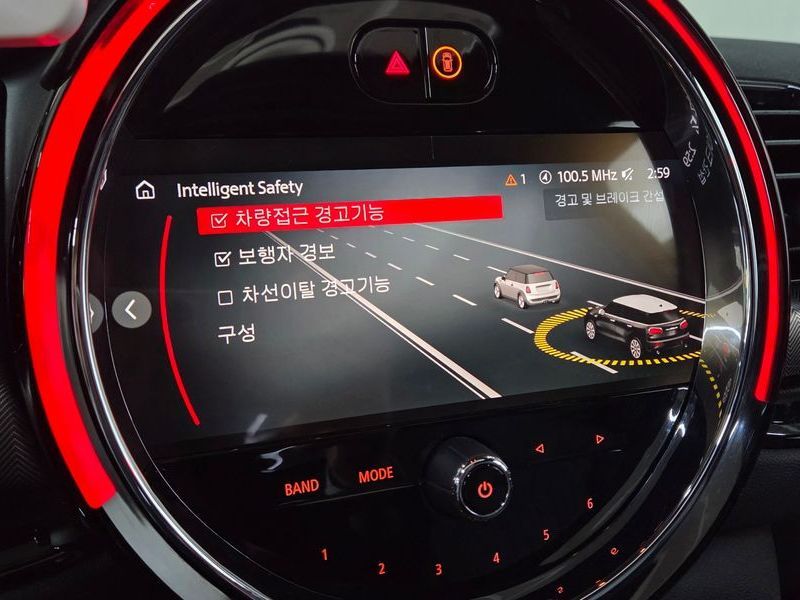 Intelligent Safety
1 100.5 MHz 2:59
경고 및 브레이크 간섭
차량접근 경고기능
보행자 경보
차선이탈 경고기능
구성
BAND MODE
1 2 3 4 5 6